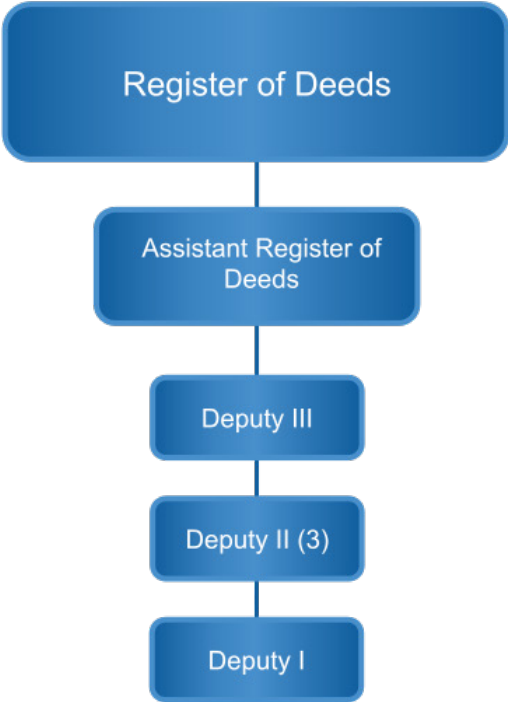 Register of Deeds
Assistant Register of
Deeds
Deputy III
Deputy II (3)
Deputy I